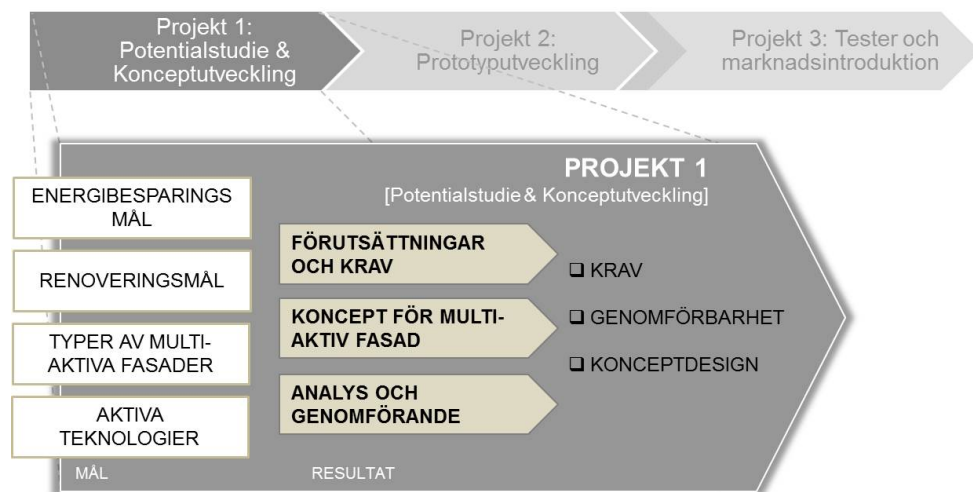 Projekt 1:
Potentialstudie &
Konceptutveckling
Projekt 2:
Prototyputveckling
Projekt 3: Tester och
marknadsintroduktion
PROJEKT 1
[Potentialstudie & Konceptutveckling]
ENERGIBESPARINGS
MÅL
RENOVERINGSMÅL
TYPER AV MULTI-
AKTIVA FASADER
AKTIVA
TEKNOLOGIER
FÖRUTSÄTTNINGAR
OCH KRAV
KONCEPT FÖR MULTI-
AKTIV FASAD
ANALYS OCH
GENOMFÖRANDE
KRAV
GENOMFÖRBARHET
KONCEPTDESIGN
MÅL
RESULTAT